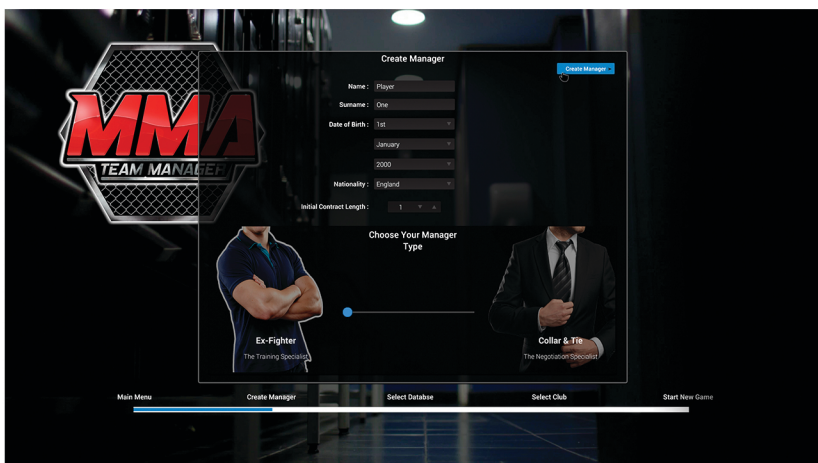 MMA
TEAM MANAGER
Create Manager
Create Manager >
Name : Player
Surname : One
Date of Birth : 1st
January
2000
Nationality : England
Initial Contract Length : 1
Choose Your Manager
Type
Ex-Fighter
The Training Specialist
Collar & Tie
The Negotiation Specialist
Main Menu Create Manager Select Databse Select Club Start New Game